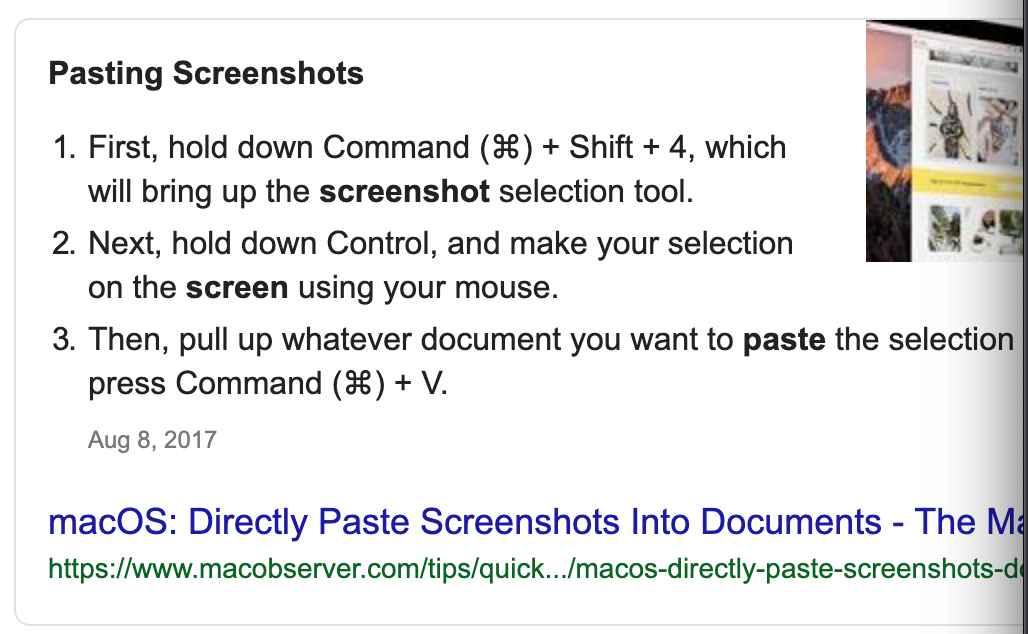 Pasting Screenshots
1. First, hold down Command (⌘) + Shift + 4, which
will bring up the screenshot selection tool.
2. Next, hold down Control, and make your selection
on the screen using your mouse.
3. Then, pull up whatever document you want to paste the selection
press Command (⌘) + V.
Aug 8, 2017
macOS: Directly Paste Screenshots Into Documents - The Ma
https://www.macobserver.com/tips/quick.../macos-directly-paste-screenshots-do